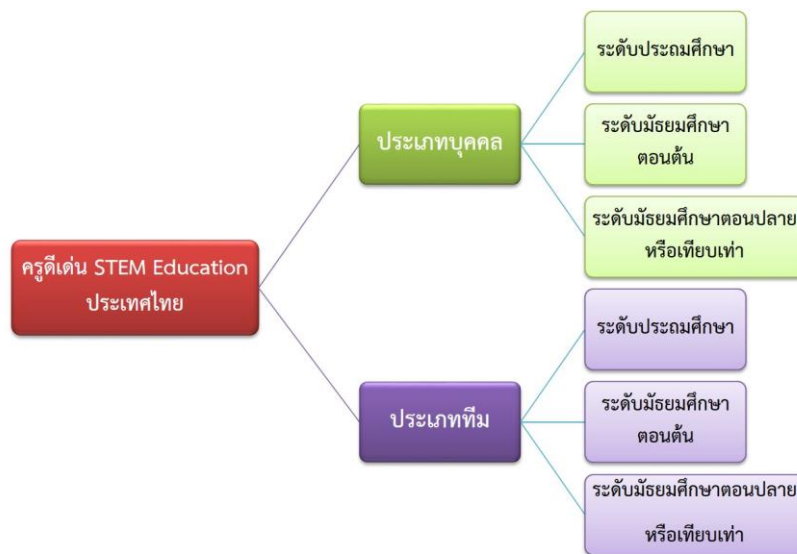 ครูดีเด่น STEM Education
ประเทศไทย
ประเภทบุคคล
ระดับประถมศึกษา
ระดับมัธยมศึกษา
ตอนต้น
ระดับมัธยมศึกษาตอนปลาย
หรือเทียบเท่า
ประเภททีม
ระดับประถมศึกษา
ระดับมัธยมศึกษา
ตอนต้น
ระดับมัธยมศึกษาตอนปลาย
หรือเทียบเท่า